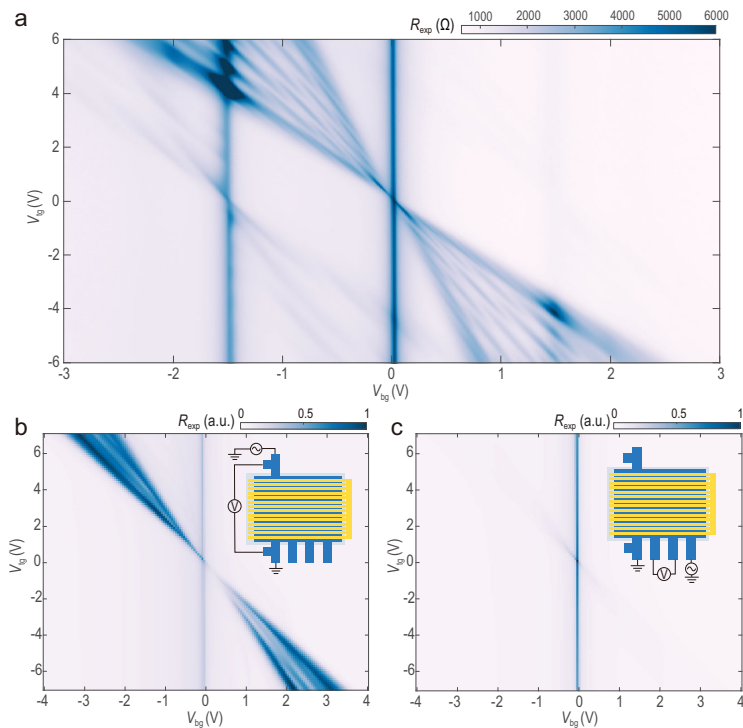 a
R_exp (Ω) 1000 2000 3000 4000 5000 6000
V_tg (V)
6
4
2
0
-2
-4
-6
-3 -2 -1 0 1 2 3
V_bg (V)
b
R_exp (a.u.) 0 0.5 1
V
V_tg (V)
6
4
2
0
-2
-4
-6
-4 -3 -2 -1 0 1 2 3 4
V_bg (V)
c
R_exp (a.u.) 0 0.5 1
V
V_tg (V)
6
4
2
0
-2
-4
-6
-4 -3 -2 -1 0 1 2 3 4
V_bg (V)